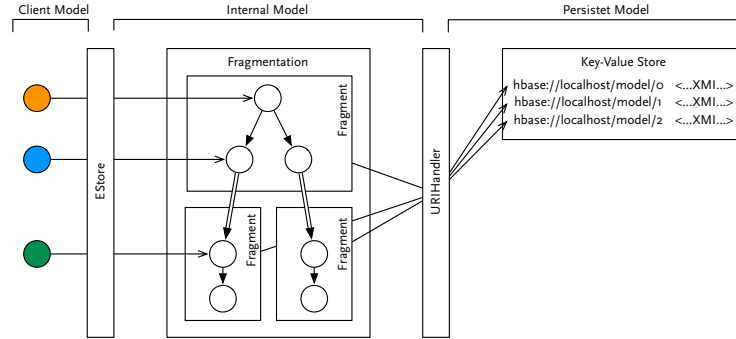 Client Model
Internal Model
Persistet Model
Fragmentation
Key-Value Store
hbase://localhost/model/0 <...XMI...>
hbase://localhost/model/1 <...XMI...>
hbase://localhost/model/2 <...XMI...>
Fragment
EStore
URIHandler
Fragment
Fragment